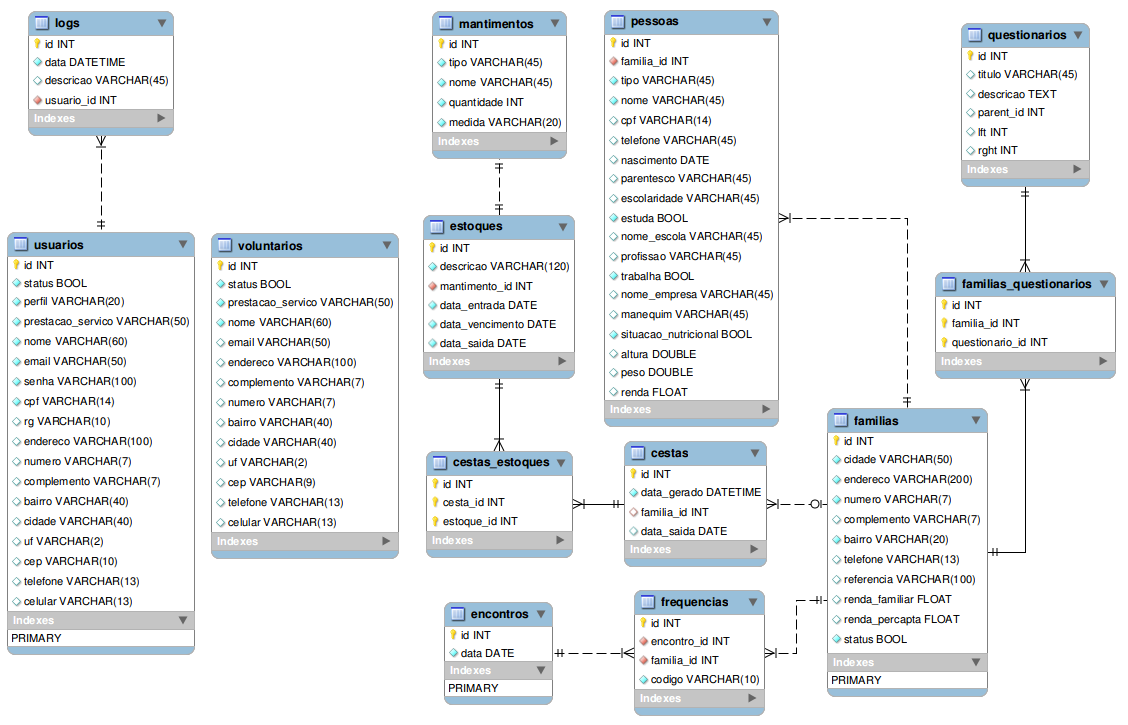 logs
id INT
data DATETIME
descricao VARCHAR(45)
usuario_id INT
Indexes
mantimentos
id INT
tipo VARCHAR(45)
nome VARCHAR(45)
quantidade INT
medida VARCHAR(20)
Indexes
pessoas
id INT
familia_id INT
tipo VARCHAR(45)
nome VARCHAR(45)
cpf VARCHAR(14)
telefone VARCHAR(45)
nascimento DATE
parentesco VARCHAR(45)
escolaridade VARCHAR(45)
estuda BOOL
nome_escola VARCHAR(45)
profissao VARCHAR(45)
trabalha BOOL
nome_empresa VARCHAR(45)
manequim VARCHAR(45)
situacao_nutricional BOOL
altura DOUBLE
peso DOUBLE
renda FLOAT
Indexes
questionarios
id INT
titulo VARCHAR(45)
descricao TEXT
parent_id INT
lft INT
rght INT
Indexes
usuarios
id INT
status BOOL
perfil VARCHAR(20)
prestacao_servico VARCHAR(50)
nome VARCHAR(60)
email VARCHAR(50)
senha VARCHAR(100)
cpf VARCHAR(14)
rg VARCHAR(10)
endereco VARCHAR(100)
numero VARCHAR(7)
complemento VARCHAR(7)
bairro VARCHAR(40)
cidade VARCHAR(40)
uf VARCHAR(2)
cep VARCHAR(10)
telefone VARCHAR(13)
celular VARCHAR(13)
Indexes
PRIMARY
voluntarios
id INT
status BOOL
prestacao_servico VARCHAR(50)
nome VARCHAR(60)
email VARCHAR(50)
endereco VARCHAR(100)
complemento VARCHAR(7)
numero VARCHAR(7)
bairro VARCHAR(40)
cidade VARCHAR(40)
uf VARCHAR(2)
cep VARCHAR(9)
telefone VARCHAR(13)
celular VARCHAR(13)
Indexes
estoques
id INT
descricao VARCHAR(120)
mantimento_id INT
data_entrada DATE
data_vencimento DATE
data_saida DATE
Indexes
familias_questionarios
id INT
familia_id INT
questionario_id INT
Indexes
cestas_estoques
id INT
cesta_id INT
estoque_id INT
Indexes
cestas
id INT
data_gerado DATETIME
familia_id INT
data_saida DATE
Indexes
familias
id INT
cidade VARCHAR(50)
endereco VARCHAR(200)
numero VARCHAR(7)
complemento VARCHAR(7)
bairro VARCHAR(20)
telefone VARCHAR(13)
referencia VARCHAR(100)
renda_familiar FLOAT
renda_percapta FLOAT
status BOOL
Indexes
PRIMARY
encontros
id INT
data DATE
Indexes
PRIMARY
frequencias
id INT
encontro_id INT
familia_id INT
codigo VARCHAR(10)
Indexes